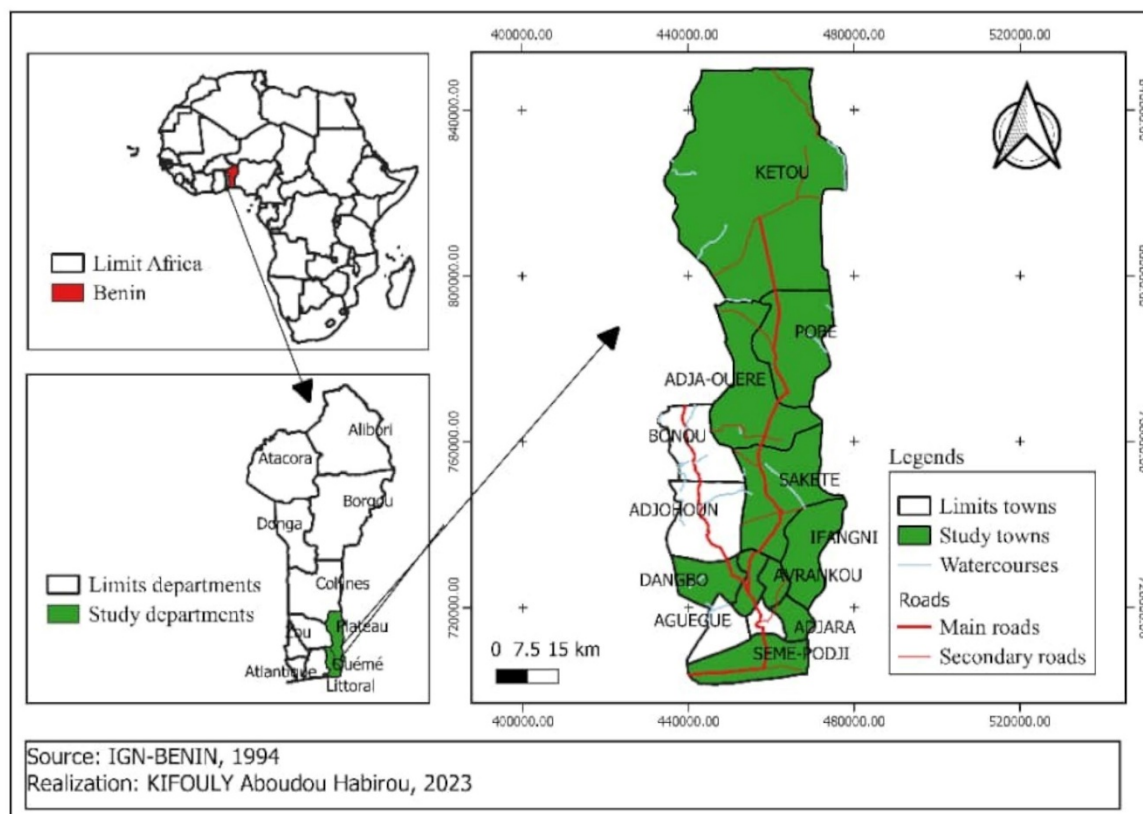 400000.00 440000.00 480000.00 520000.00
840000.00
800000.00
760000.00
720000.00
Limit Africa
Benin
Alibori
Atacora
Borgou
Donga
Collines
Zou
Plateau
Ouémé
Atlantique
Littoral
Limits departments
Study departments
KETOU
POBE
ADJA-OUERE
BONOU
SAKETE
ADJOHOUN
IFANGNI
DANGBO
AVRANKOU
AGUEGUE
ADJARA
SEME-PODJI
0 7.5 15 km
Legends
Limits towns
Study towns
Watercourses
Roads
Main roads
Secondary roads
400000.00 440000.00 480000.00 520000.00
Source: IGN-BENIN, 1994
Realization: KIFOULY Aboudou Habirou, 2023